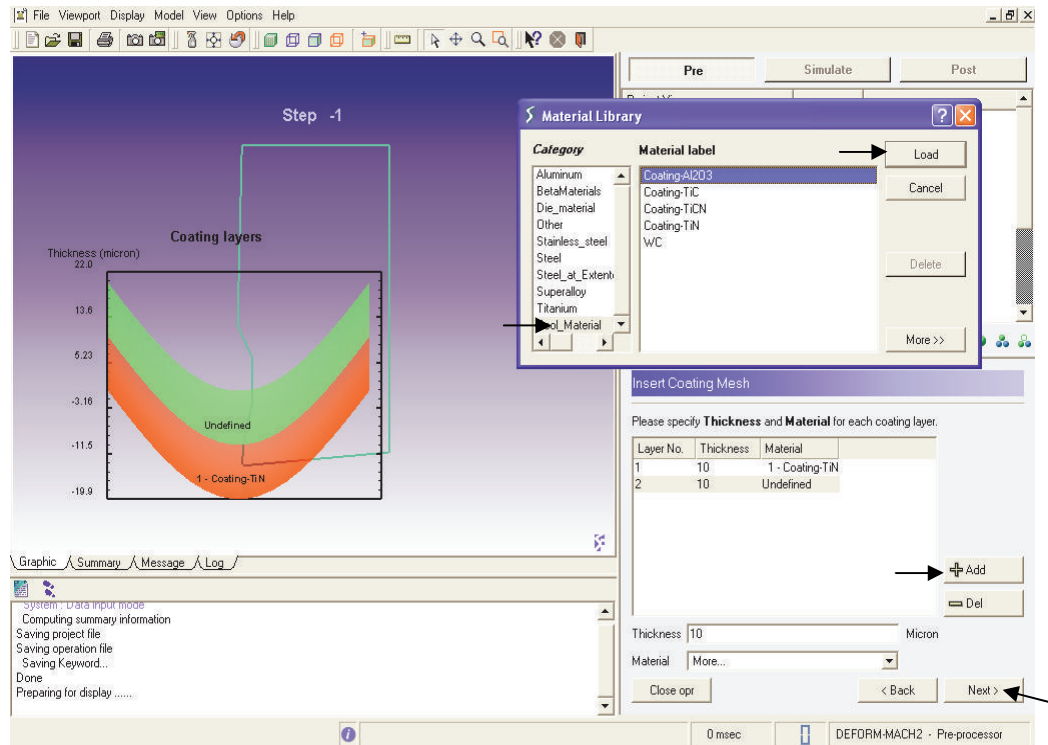 File Viewport Display Model View Options Help
Pre Simulate Post
Step -1
Coating layers
Thickness (micron)
22.0
13.6
5.23
-3.16
-11.5
-19.9
Undefined
1 - Coating-TiN
Material Library
Category
Aluminum
BetaMaterials
Die_material
Other
Stainless_steel
Steel
Steel_at_Extend
Superalloy
Titanium
Tool_Material
Material label
Coating-Al2O3
Coating-TiC
Coating-TiCN
Coating-TiN
WC
Load
Cancel
Delete
More >>
Insert Coating Mesh
Please specify Thickness and Material for each coating layer.
Layer No. Thickness Material
1 10 1 - Coating-TiN
2 10 Undefined
Add
Del
Thickness 10 Micron
Material More...
Close opr < Back Next >
Graphic Summary Message Log
System : Data input mode
Computing summary information
Saving project file
Saving operation file
Saving Keyword...
Done
Preparing for display ......
0 msec DEFORM-MACH2 - Pre-processor